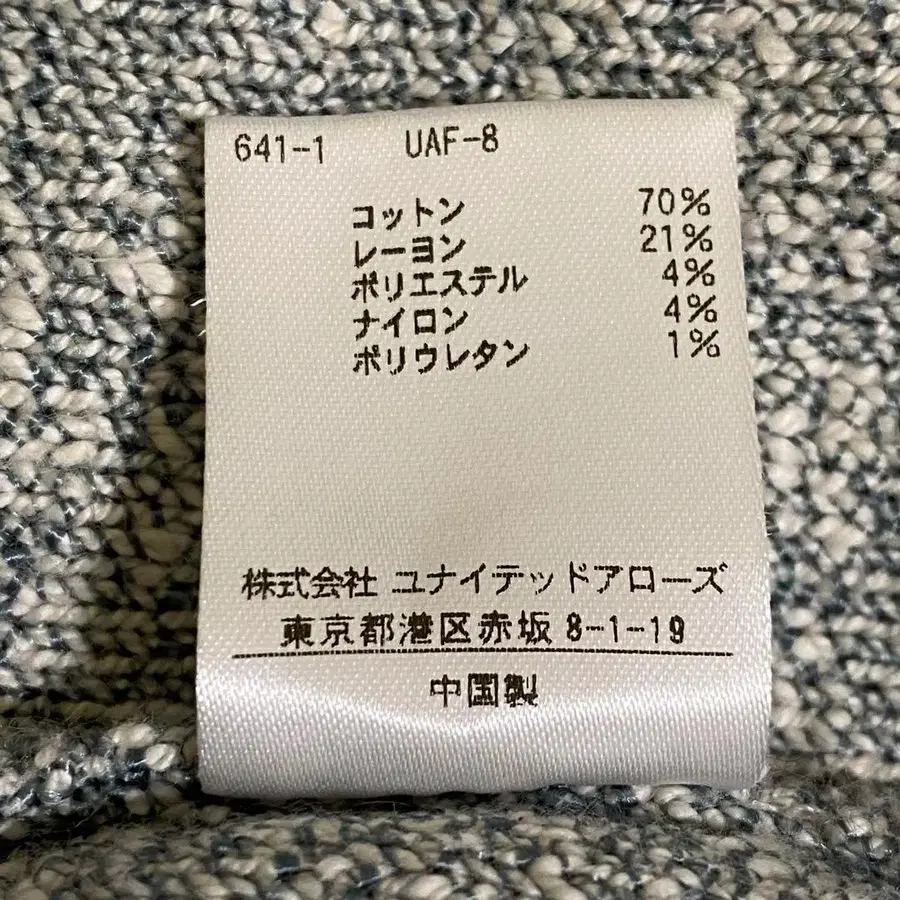 641-1 UAF-8
コットン 70%
レーヨン 21%
ポリエステル 4%
ナイロン 4%
ポリウレタン 1%
株式会社 ユナイテッドアローズ
東京都港区赤坂 8-1-19
中国製